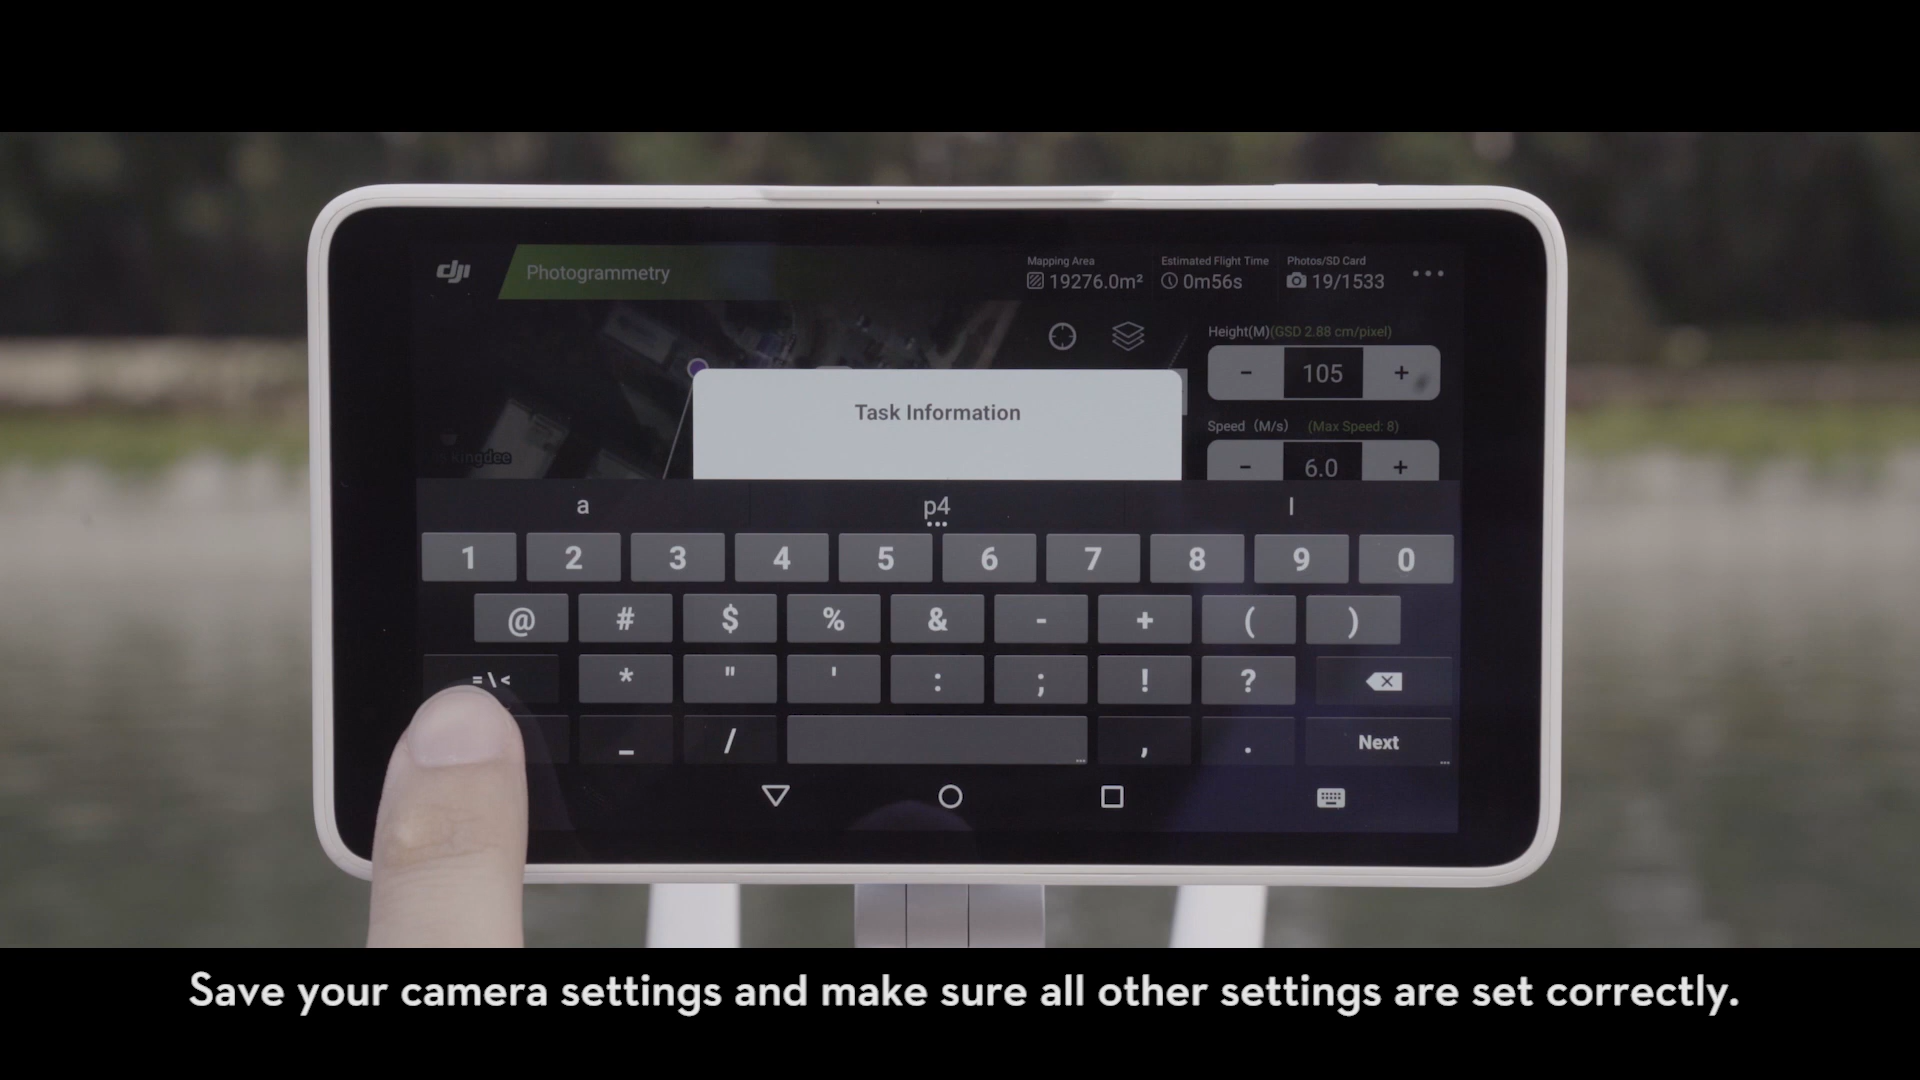 dji
Photogrammetry
Mapping Area
19276.0m²
Estimated Flight Time
0m56s
Photos/SD Card
19/1533
Height(M)(GSD 2.88 cm/pixel)
- 105 +
Task Information
Speed (M/s) (Max Speed: 8)
- 6.0 +
kingdee
a p4 l
1 2 3 4 5 6 7 8 9 0
@ # $ % & - + ( )
=\< * " ' : ; ! ?
_ / , . Next
Save your camera settings and make sure all other settings are set correctly.